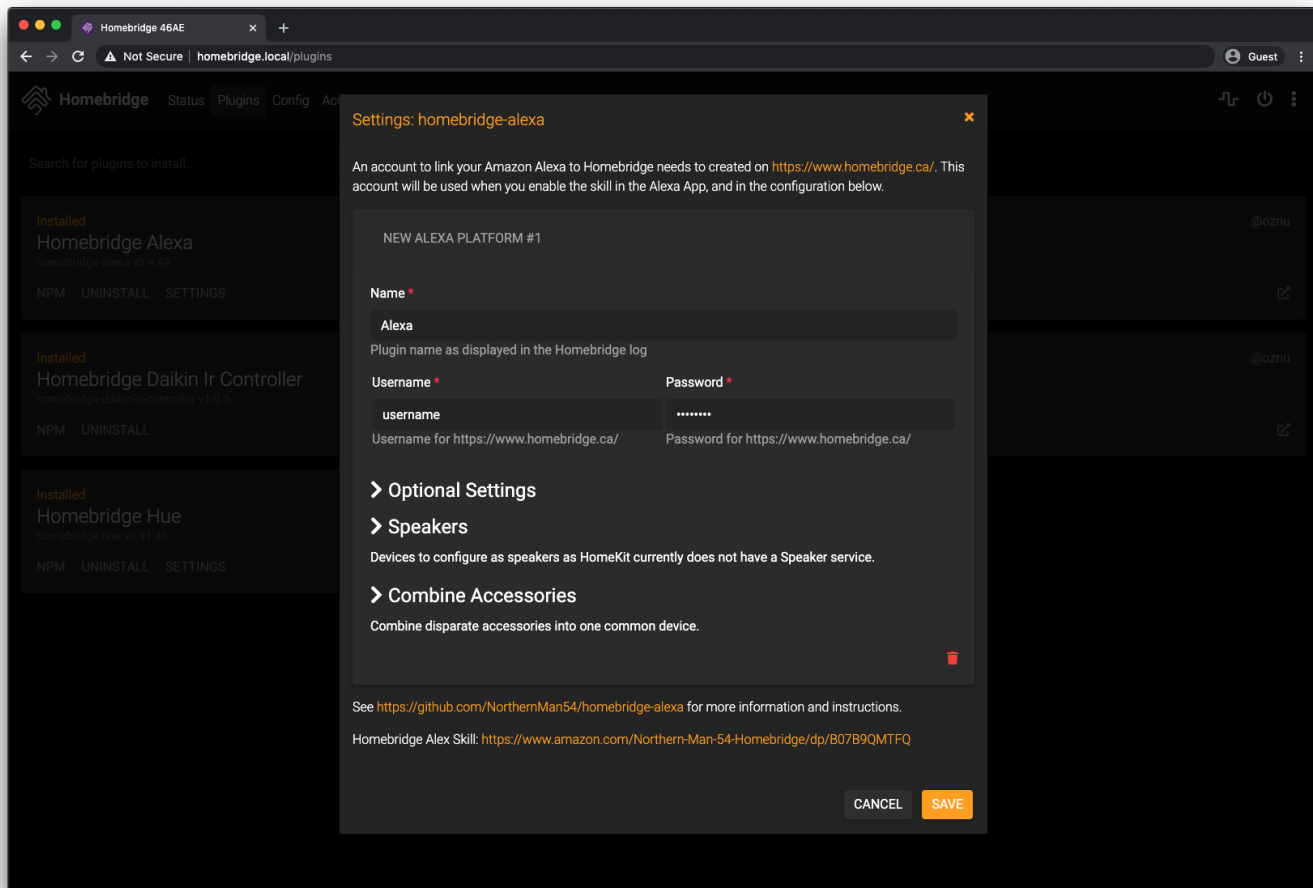 Homebridge 46AE
Not Secure | homebridge.local/plugins
Guest
Homebridge Status Plugins Config
Settings: homebridge-alexa
Search for plugins to install...
An account to link your Amazon Alexa to Homebridge needs to created on https://www.homebridge.ca/. This
account will be used when you enable the skill in the Alexa App, and in the configuration below.
Installed
Homebridge Alexa
homebridge-alexa v0.4.49
NPM UNINSTALL SETTINGS
@oznu
NEW ALEXA PLATFORM #1
Name *
Alexa
Plugin name as displayed in the Homebridge log
Installed
Homebridge Daikin Ir Controller
homebridge-daikin-ir-controller v1.0.5
NPM UNINSTALL
@oznu
Username *
Password *
username
••••••••
Username for https://www.homebridge.ca/
Password for https://www.homebridge.ca/
Installed
Homebridge Hue
homebridge-hue v0.11.46
NPM UNINSTALL SETTINGS
Optional Settings
Speakers
Devices to configure as speakers as HomeKit currently does not have a Speaker service.
Combine Accessories
Combine disparate accessories into one common device.
See https://github.com/NorthernMan54/homebridge-alexa for more information and instructions.
Homebridge Alex Skill: https://www.amazon.com/Northern-Man-54-Homebridge/dp/B07B9QMTFQ
CANCEL
SAVE